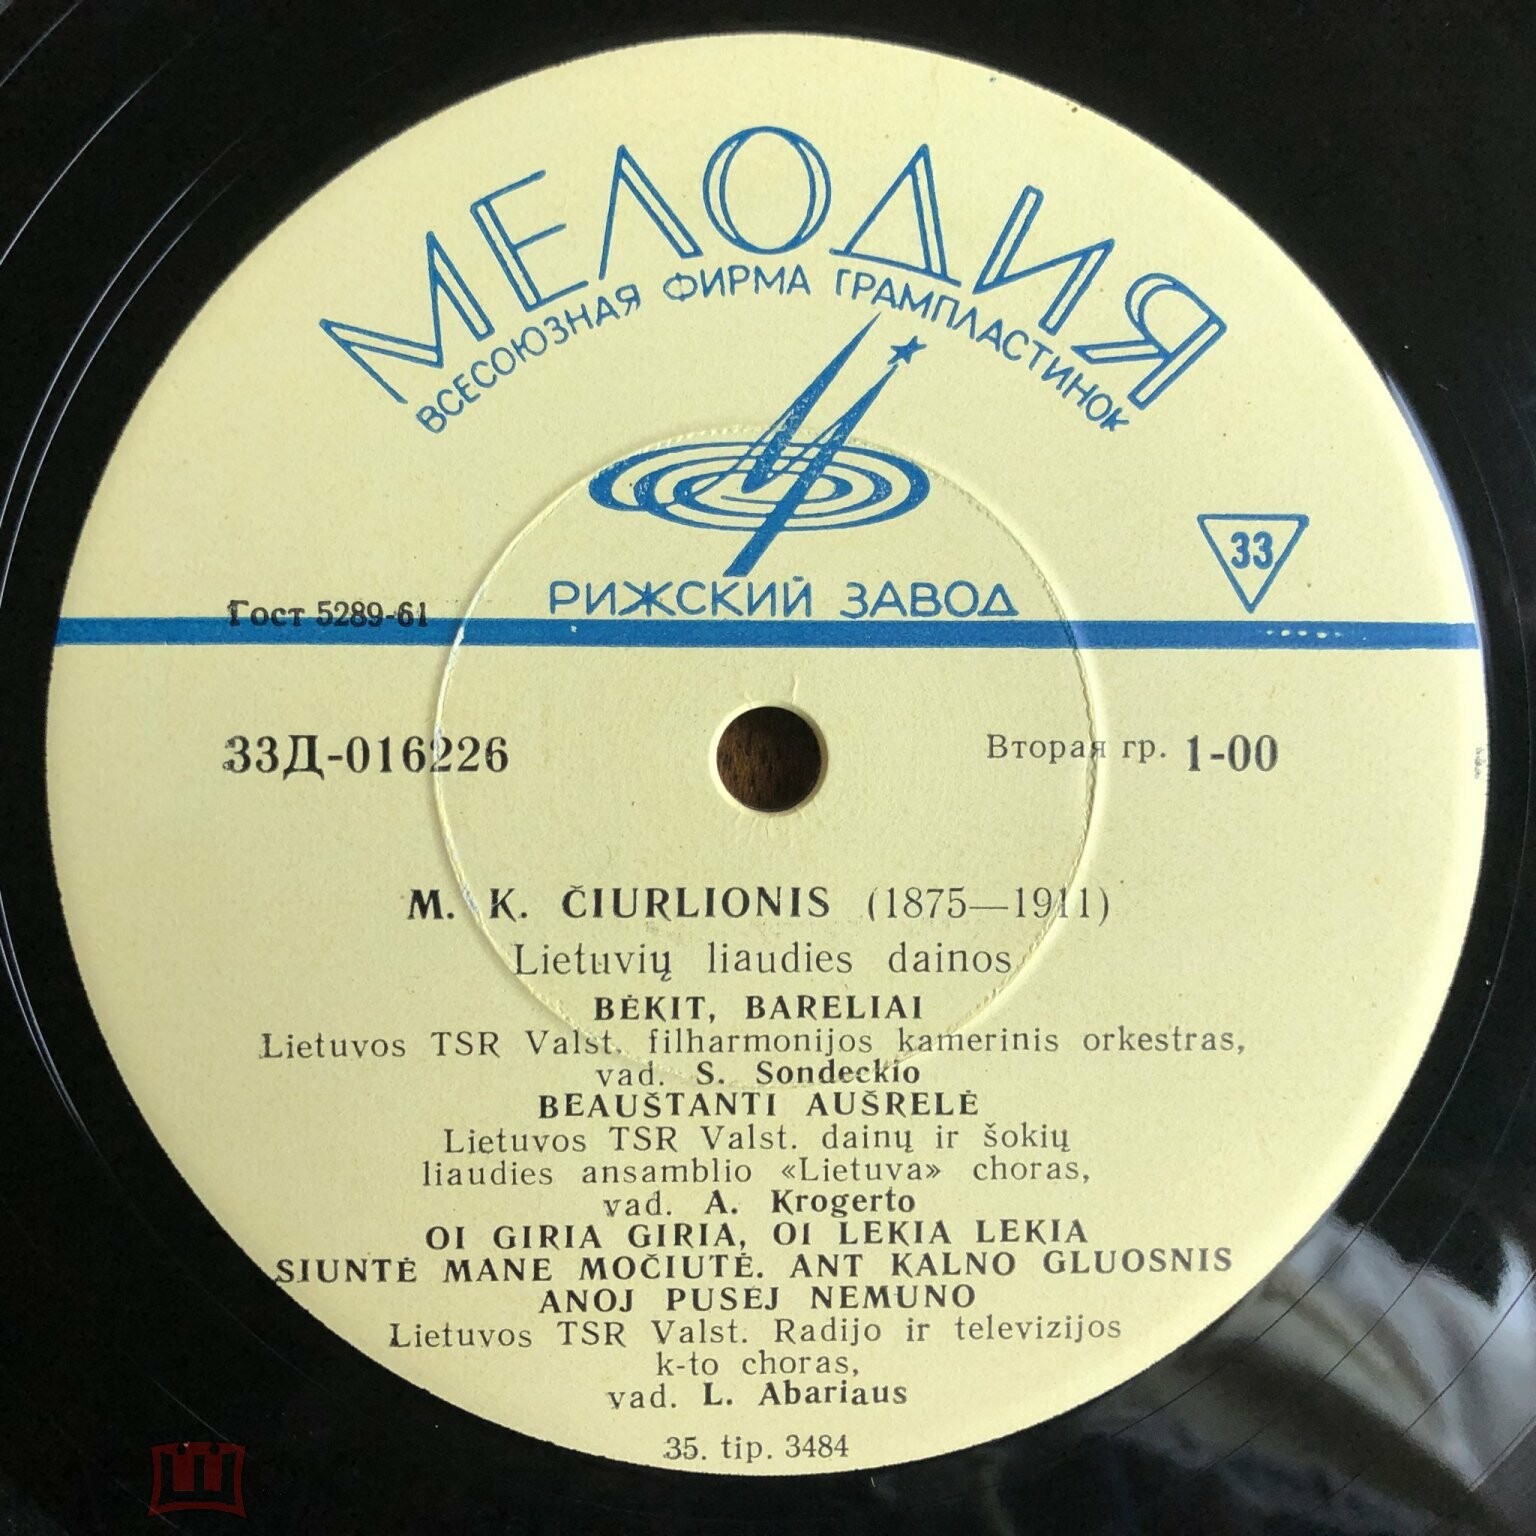 МЕЛОДИЯ
ВСЕСОЮЗНАЯ ФИРМА ГРАМПЛАСТИНОК
33
РИЖСКИЙ ЗАВОД
Гост 5289-61
33Д-016226
Вторая гр. 1-00
M. K. ČIURLIONIS (1875—1911)
Lietuvių liaudies dainos
BĖKIT, BARELIAI
Lietuvos TSR Valst. filharmonijos kamerinis orkestras,
vad. S. Sondeckio
BEAUŠTANTI AUŠRELĖ
Lietuvos TSR Valst. dainų ir šokių
liaudies ansamblio «Lietuva» choras,
vad. A. Krogerto
OI GIRIA GIRIA, OI LEKIA LEKIA
SIUNTĖ MANE MOČIUTĖ. ANT KALNO GLUOSNIS
ANOJ PUSĖJ NEMUNO
Lietuvos TSR Valst. Radijo ir televizijos
k-to choras,
vad. L. Abariaus
35. tip. 3484